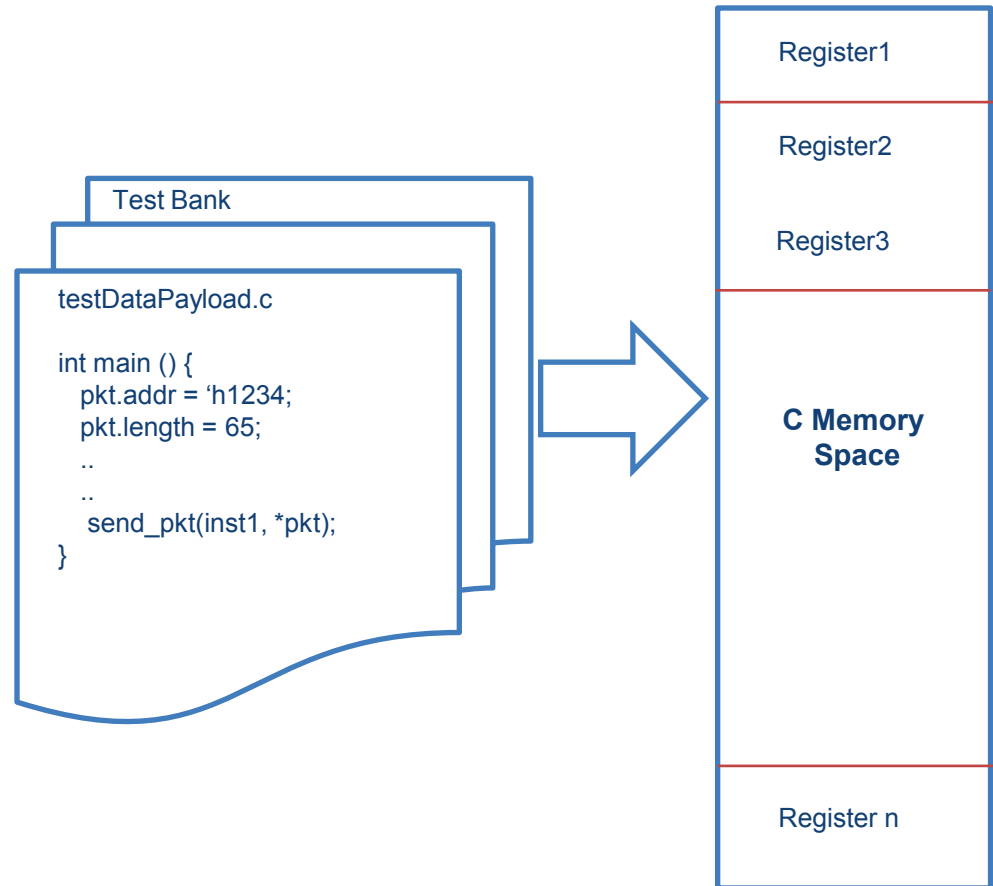 Test Bank
testDataPayload.c
int main () {
pkt.addr = ‘h1234;
pkt.length = 65;
..
..
send_pkt(inst1, *pkt);
}
Register1
Register2
Register3
C Memory
Space
Register n